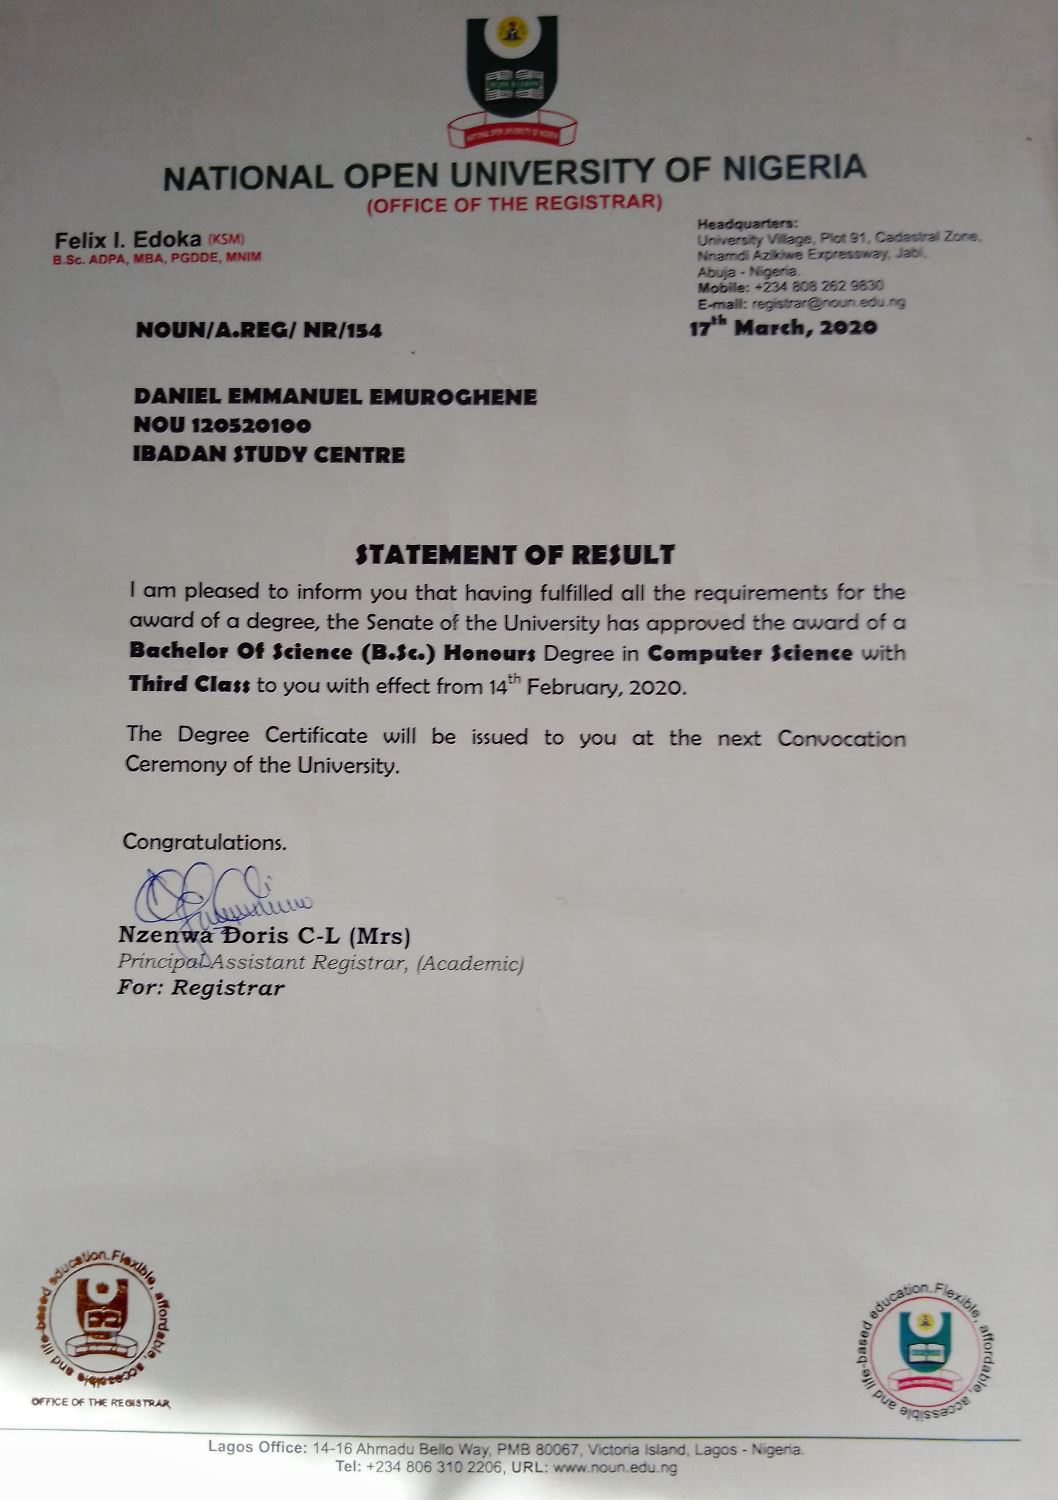 NATIONAL OPEN UNIVERSITY OF NIGERIA
(OFFICE OF THE REGISTRAR)
Felix I. Edoka (KSM)
B.Sc. ADPA, MBA, PGDDE, MNIM
Headquarters:
University Village, Plot 91, Cadastral Zone,
Nnamdi Azikiwe Expressway, Jabi,
Abuja - Nigeria.
Mobile: +234 808 262 9830
E-mail: registrar@noun.edu.ng
NOUN/A.REG/ NR/154
17th March, 2020
DANIEL EMMANUEL EMUROGHENE
NOU 120520100
IBADAN STUDY CENTRE
STATEMENT OF RESULT
I am pleased to inform you that having fulfilled all the requirements for the
award of a degree, the Senate of the University has approved the award of a
Bachelor Of Science (B.Sc.) Honours Degree in Computer Science with
Third Class to you with effect from 14th February, 2020.
The Degree Certificate will be issued to you at the next Convocation
Ceremony of the University.
Congratulations.
Nzenwa Doris C-L (Mrs)
Principal Assistant Registrar, (Academic)
For: Registrar
education. Flexible, affordable, accessible and life-based
OFFICE OF THE REGISTRAR
education. Flexible, affordable, accessible and life-based
Lagos Office: 14-16 Ahmadu Bello Way, PMB 80067, Victoria Island, Lagos - Nigeria.
Tel: +234 806 310 2206, URL: www.noun.edu.ng